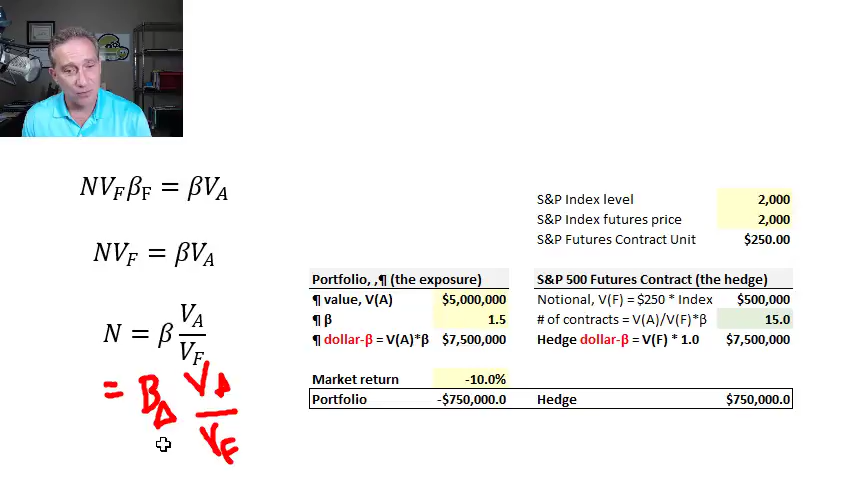 NV_Fβ_F = βV_A
NV_F = βV_A
N = β V_A / V_F
= B_Δ V_Δ / V_F
S&P Index level 2,000
S&P Index futures price 2,000
S&P Futures Contract Unit $250.00
Portfolio, ,¶ (the exposure) S&P 500 Futures Contract (the hedge)
¶ value, V(A) $5,000,000 Notional, V(F) = $250 * Index $500,000
¶ β 1.5 # of contracts = V(A)/V(F)*β 15.0
¶ dollar-β = V(A)*β $7,500,000 Hedge dollar-β = V(F) * 1.0 $7,500,000
Market return -10.0%
Portfolio -$750,000.0 Hedge $750,000.0